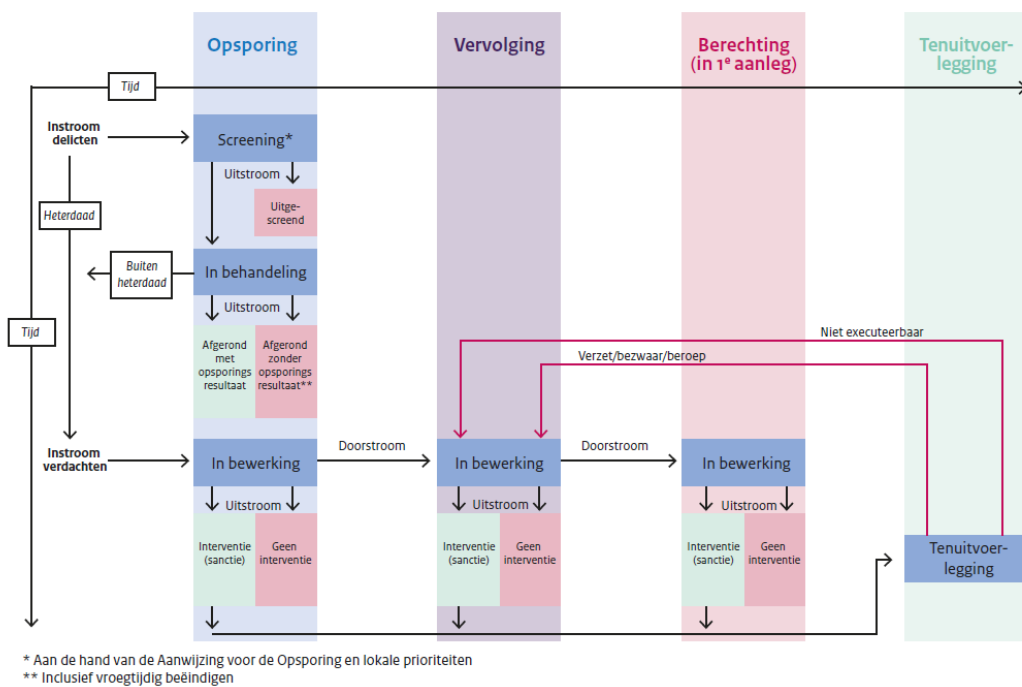 Opsporing
Vervolging
Berechting
(in 1e aanleg)
Tenuitvoer-
legging
Tijd
Instroom
delicten
Screening*
Uitstroom
Uitge-
screend
Heterdaad
Buiten
heterdaad
In behandeling
Uitstroom
Tijd
Afgerond
met
opsporings
resultaat
Afgerond
zonder
opsporings
resultaat**
Niet executeerbaar
Verzet/bezwaar/beroep
Instroom
verdachten
In bewerking
Doorstroom
In bewerking
Doorstroom
In bewerking
Uitstroom
Uitstroom
Uitstroom
Interventie
(sanctie)
Geen
interventie
Interventie
(sanctie)
Geen
interventie
Interventie
(sanctie)
Geen
interventie
Tenuitvoer-
legging
* Aan de hand van de Aanwijzing voor de Opsporing en lokale prioriteiten
** Inclusief vroegtijdig beëindigen